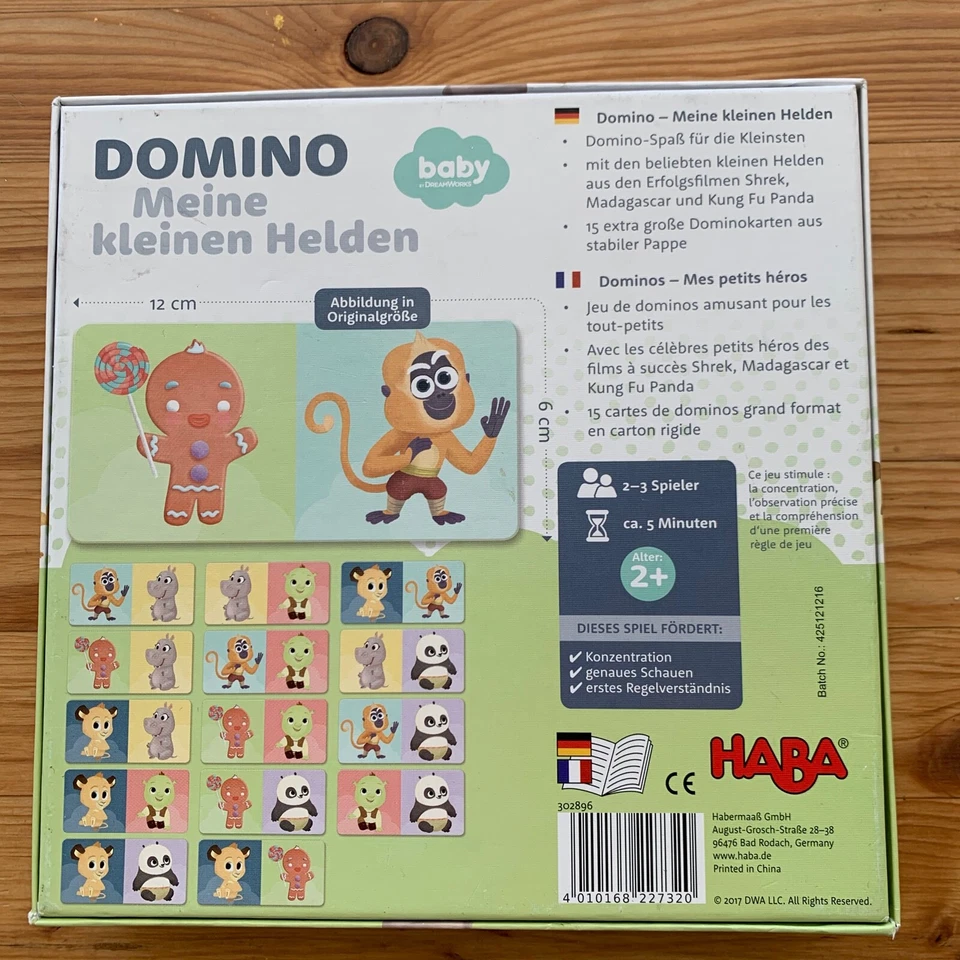 DOMINO
Meine
kleinen Helden
baby
BY DREAMWORKS
12 cm
Abbildung in
Originalgröße
6 cm
Domino – Meine kleinen Helden
• Domino-Spaß für die Kleinsten
• mit den beliebten kleinen Helden
aus den Erfolgsfilmen Shrek,
Madagascar und Kung Fu Panda
• 15 extra große Dominokarten aus
stabiler Pappe
Dominos – Mes petits héros
• Jeu de dominos amusant pour les
tout-petits
• Avec les célèbres petits héros des
films à succès Shrek, Madagascar et
Kung Fu Panda
• 15 cartes de dominos grand format
en carton rigide
2–3 Spieler
ca. 5 Minuten
Alter:
2+
DIESES SPIEL FÖRDERT:
✔ Konzentration
✔ genaues Schauen
✔ erstes Regelverständnis
Ce jeu stimule :
la concentration,
l'observation précise
et la compréhension
d'une première
règle de jeu
Batch No.: 425121216
CE
HABA®
302896
4 010168 227320
Habermaaß GmbH
August-Grosch-Straße 28–38
96476 Bad Rodach, Germany
www.haba.de
Printed in China
© 2017 DWA LLC. All Rights Reserved.